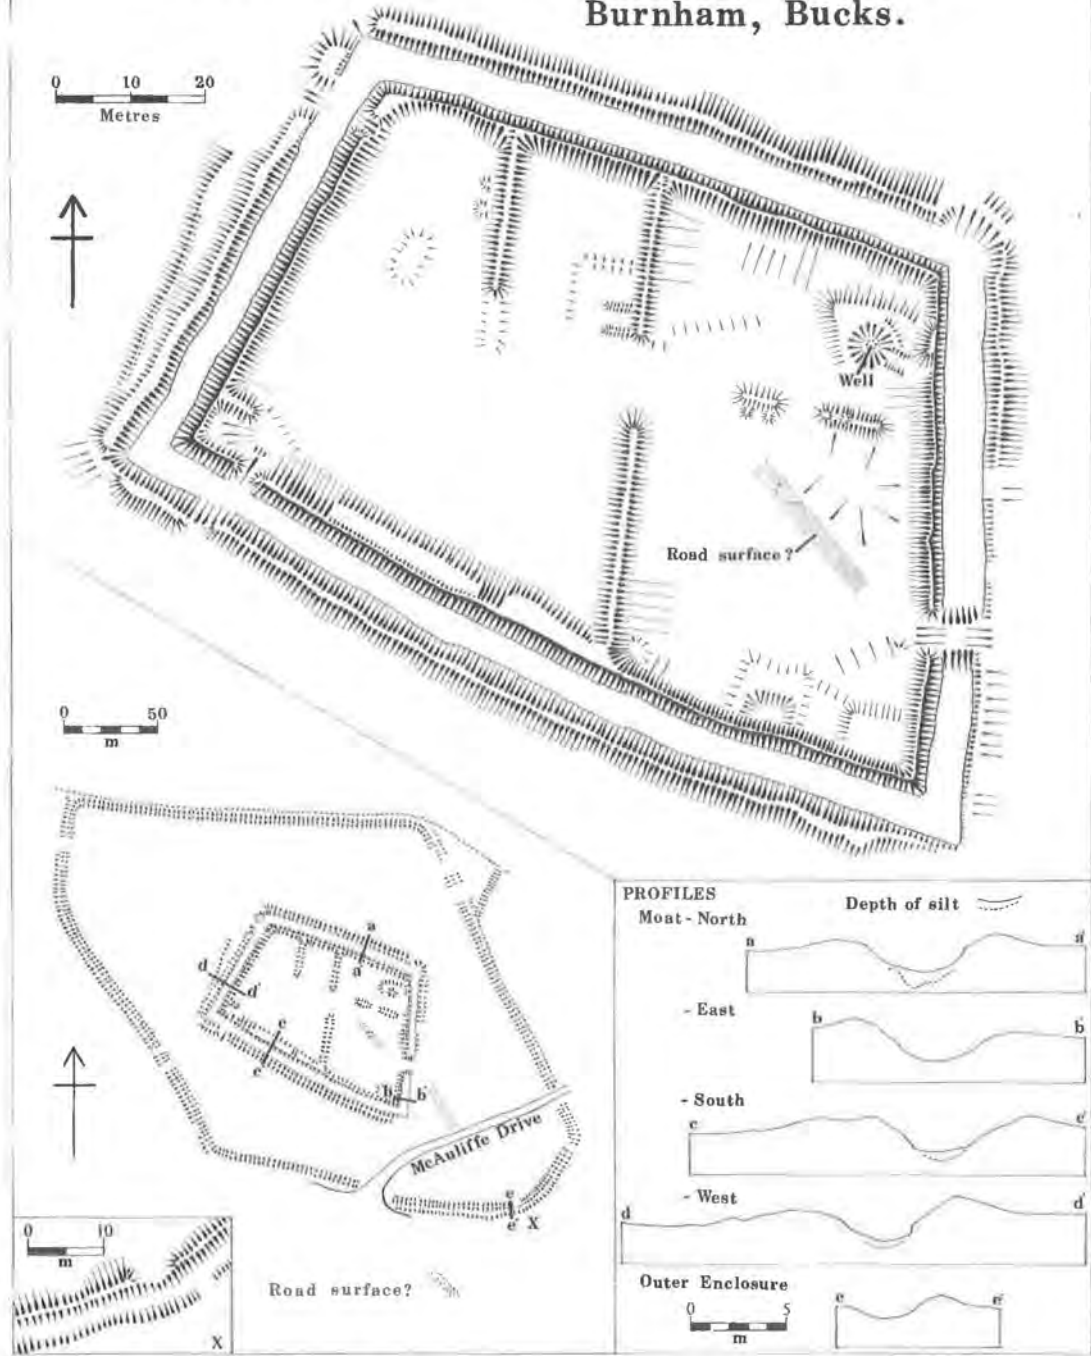 Burnham, Bucks.
0 10 20
Metres
Well
Road surface?
0 50
m
a
a'
d
d'
c
c'
b b'
McAuliffe Drive
e
e' X
0 10
m
X
Road surface?
PROFILES
Moat - North
Depth of silt
a a'
- East
b b'
- South
c c'
- West
d d'
Outer Enclosure
0 5
m
e e'